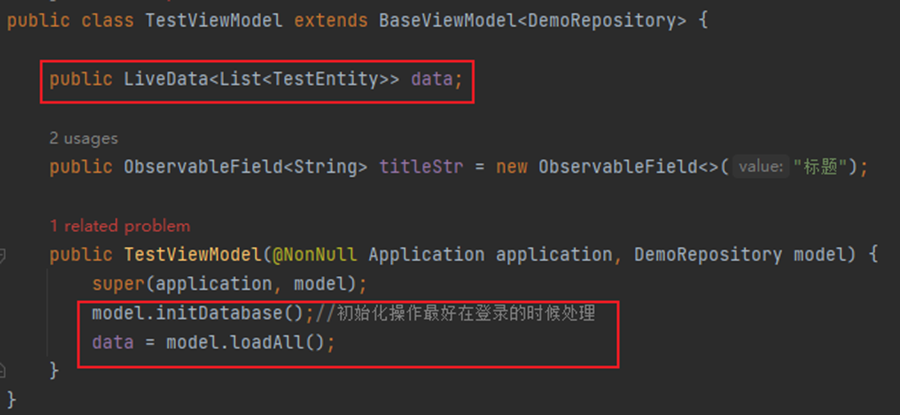 public class TestViewModel extends BaseViewModel<DemoRepository> {
public LiveData<List<TestEntity>> data;
2 usages
public ObservableField<String> titleStr = new ObservableField<>( value: "标题");
1 related problem
public TestViewModel(@NonNull Application application, DemoRepository model) {
super(application, model);
model.initDatabase();//初始化操作最好在登录的时候处理
data = model.loadAll();
}
}